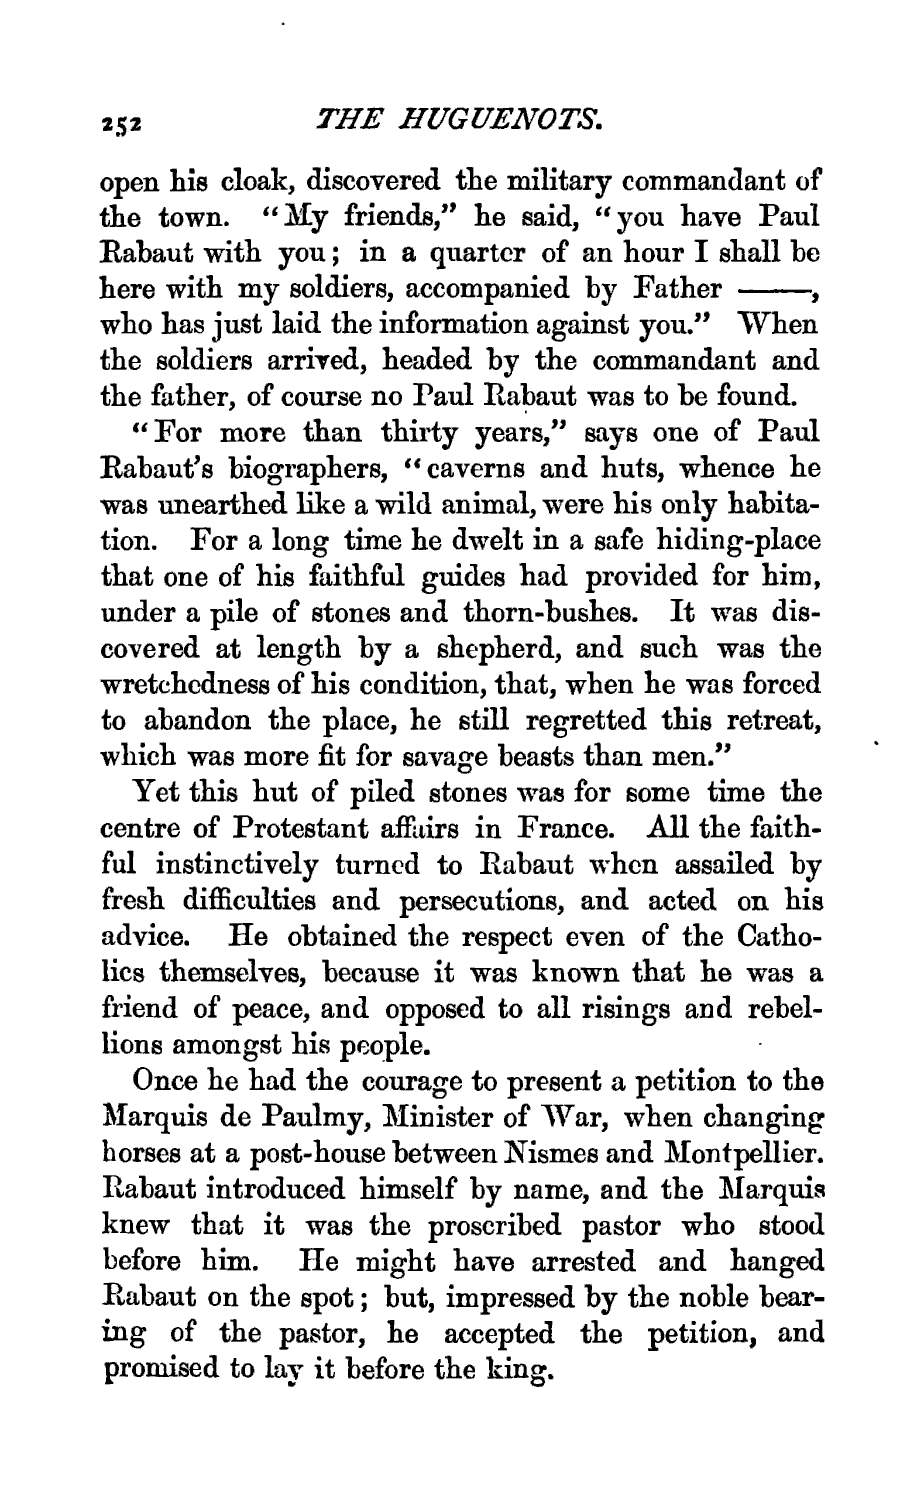 252 THE HUGUENOTS.
open his cloak, discovered the military commandant of
the town. “My friends,” he said, “you have Paul
Rabaut with you; in a quarter of an hour I shall be
here with my soldiers, accompanied by Father ——,
who has just laid the information against you.” When
the soldiers arrived, headed by the commandant and
the father, of course no Paul Rabaut was to be found.
“For more than thirty years,” says one of Paul
Rabaut’s biographers, “caverns and huts, whence he
was unearthed like a wild animal, were his only habita-
tion. For a long time he dwelt in a safe hiding-place
that one of his faithful guides had provided for him,
under a pile of stones and thorn-bushes. It was dis-
covered at length by a shepherd, and such was the
wretchedness of his condition, that, when he was forced
to abandon the place, he still regretted this retreat,
which was more fit for savage beasts than men.”
Yet this hut of piled stones was for some time the
centre of Protestant affairs in France. All the faith-
ful instinctively turned to Rabaut when assailed by
fresh difficulties and persecutions, and acted on his
advice. He obtained the respect even of the Catho-
lics themselves, because it was known that he was a
friend of peace, and opposed to all risings and rebel-
lions amongst his people.
Once he had the courage to present a petition to the
Marquis de Paulmy, Minister of War, when changing
horses at a post-house between Nismes and Montpellier.
Rabaut introduced himself by name, and the Marquis
knew that it was the proscribed pastor who stood
before him. He might have arrested and hanged
Rabaut on the spot; but, impressed by the noble bear-
ing of the pastor, he accepted the petition, and
promised to lay it before the king.